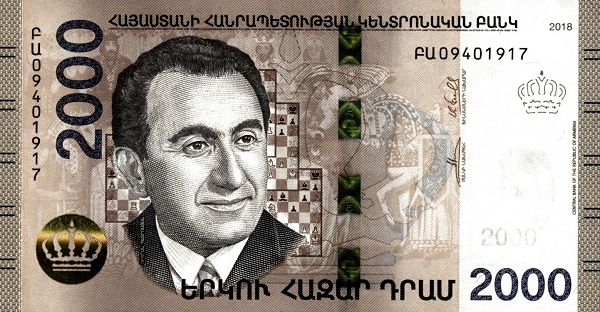 ՀԱՅԱՍՏԱՆԻ ՀԱՆՐԱՊԵՏՈՒԹՅԱՆ ԿԵՆՏՐՈՆԱԿԱՆ ԲԱՆԿ
2018
ԲԱ09401917
2000
ԲԱ09401917
CENTRAL BANK OF THE REPUBLIC OF ARMENIA
2000
ԵՐԿՈՒ ՀԱԶԱՐ ԴՐԱՄ 2000